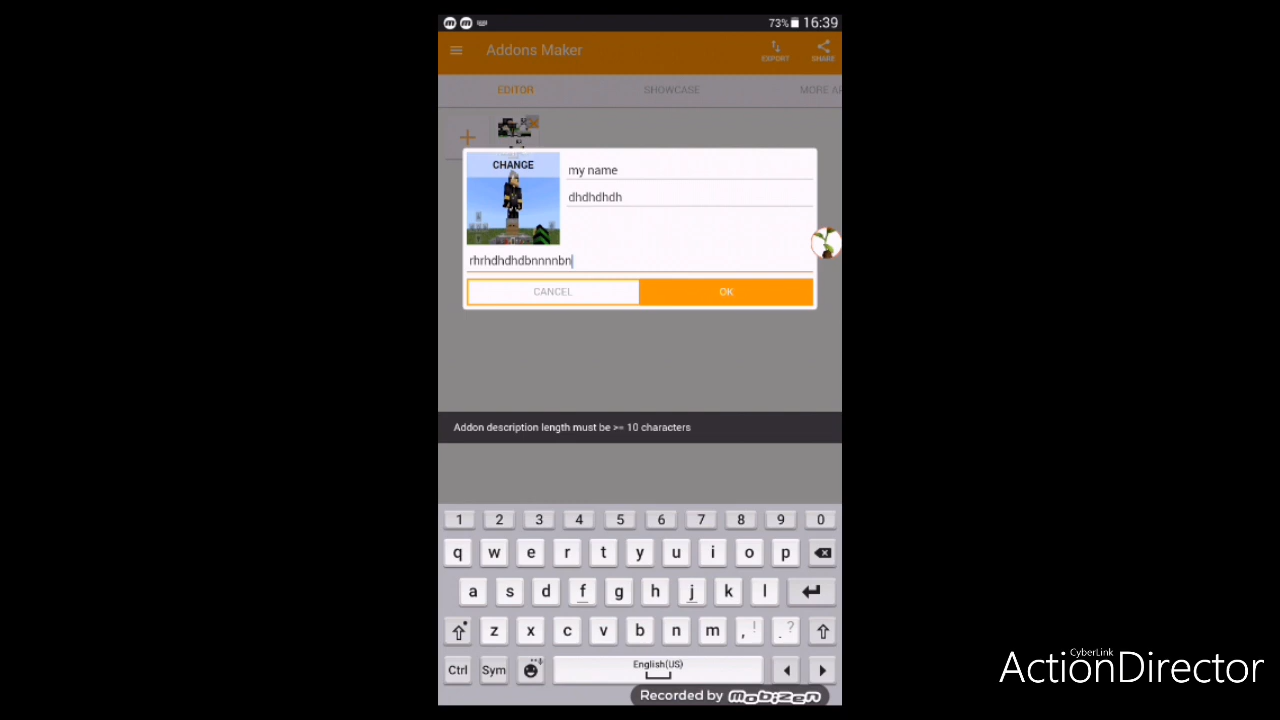 73% 16:39
Addons Maker
EXPORT
SHARE
EDITOR
SHOWCASE
MORE AP
CHANGE
my name
dhdhdhdh
rhrhdhdhdbnnnnbn
CANCEL
OK
Addon description length must be >= 10 characters
1 2 3 4 5 6 7 8 9 0
q w e r t y u i o p
a s d f g h j k l
z x c v b n m , ! . ?
Ctrl Sym English(US)
Recorded by mobizen
CyberLink
ActionDirector